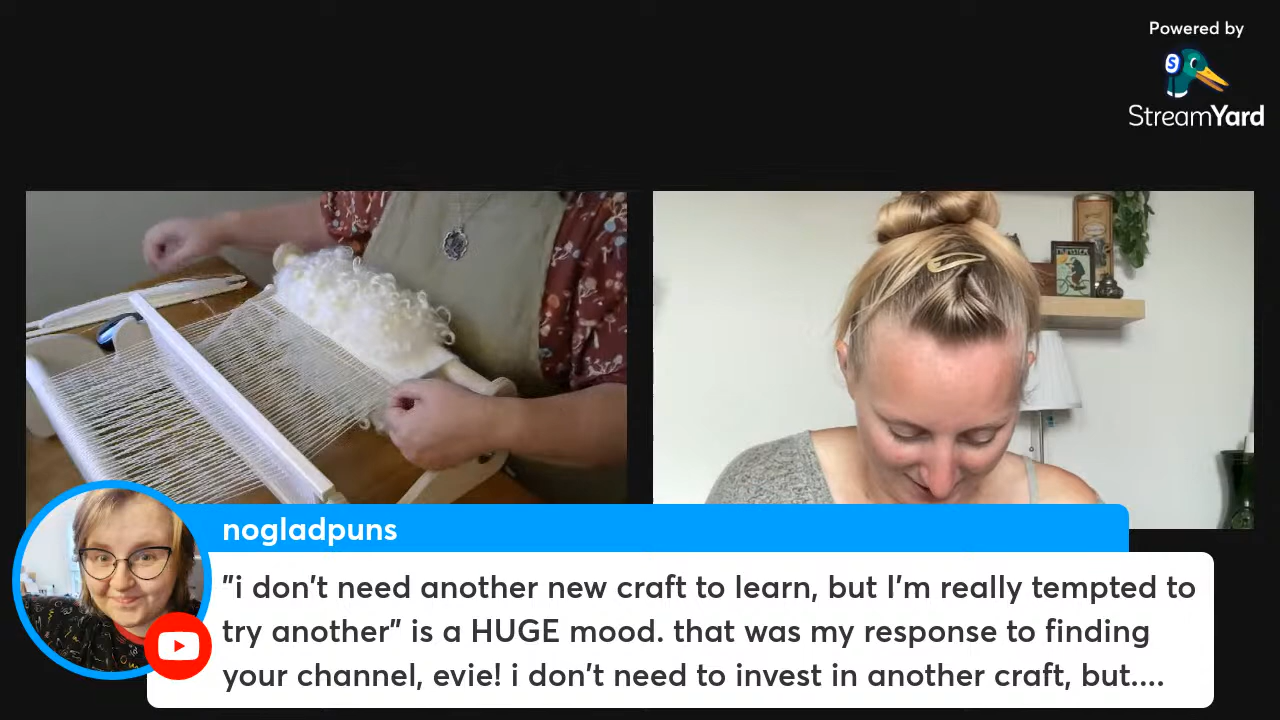 Powered by
S
StreamYard
MUNSTER
nogladpuns
"i don't need another new craft to learn, but I'm really tempted to
try another" is a HUGE mood. that was my response to finding
your channel, evie! i don't need to invest in another craft, but....